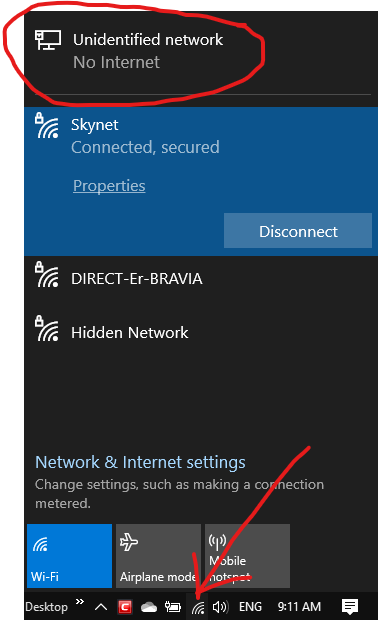 Unidentified network
No Internet
Skynet
Connected, secured
Properties
Disconnect
DIRECT-Er-BRAVIA
Hidden Network
Network & Internet settings
Change settings, such as making a connection
metered.
Wi-Fi
Airplane mode
Mobile
hotspot
Desktop » C ENG 9:11 AM